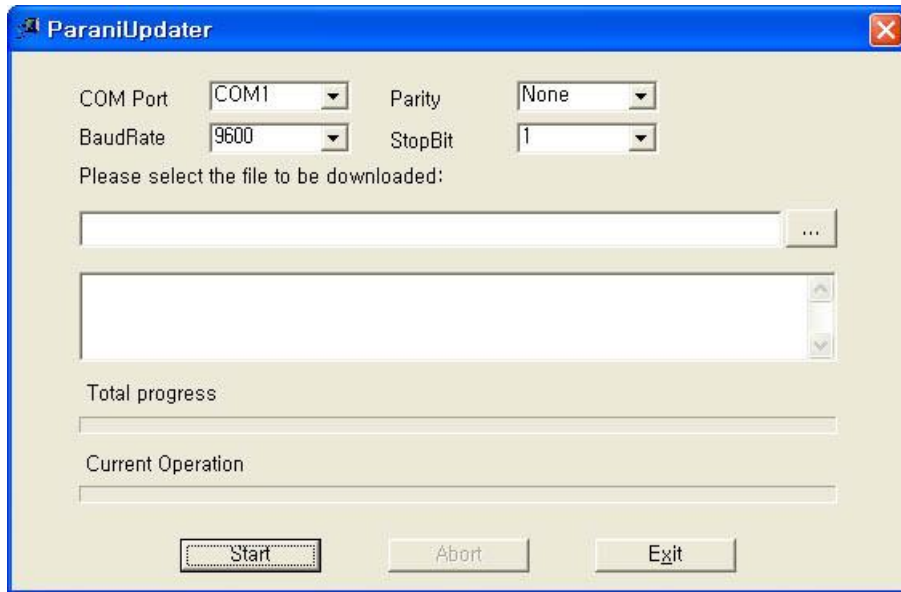 ParaniUpdater
COM Port COM1 Parity None
BaudRate 9600 StopBit 1
Please select the file to be downloaded:
...
Total progress
Current Operation
Start Abort Exit